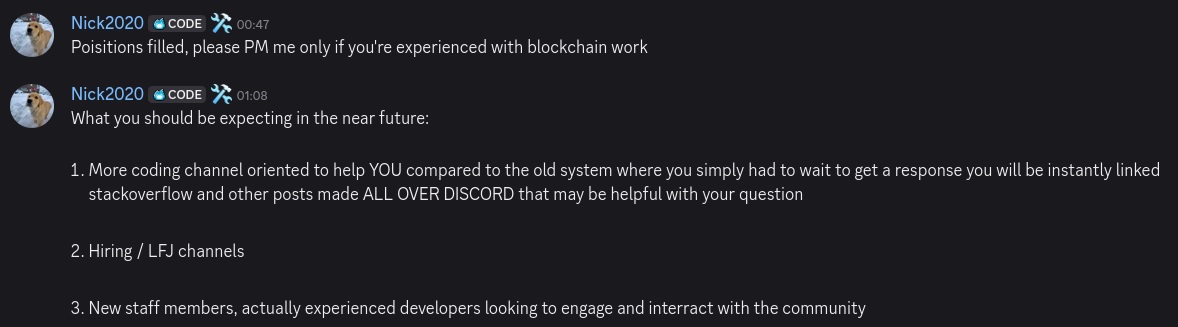 Nick2020 CODE 00:47
Poisitions filled, please PM me only if you're experienced with blockchain work
Nick2020 CODE 01:08
What you should be expecting in the near future:
1. More coding channel oriented to help YOU compared to the old system where you simply had to wait to get a response you will be instantly linked
stackoverflow and other posts made ALL OVER DISCORD that may be helpful with your question
2. Hiring / LFJ channels
3. New staff members, actually experienced developers looking to engage and interract with the community